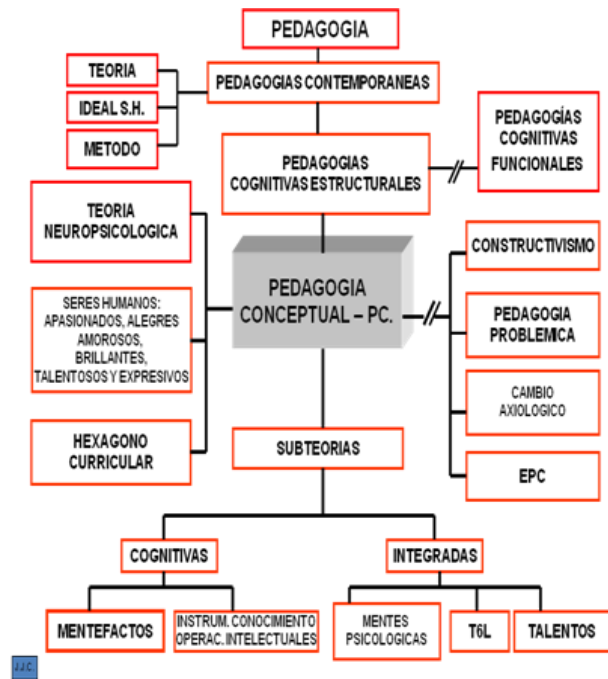 PEDAGOGIA
TEORIA
IDEAL S.H.
METODO
PEDAGOGIAS CONTEMPORANEAS
PEDAGOGIAS
COGNITIVAS ESTRUCTURALES
PEDAGOGÍAS
COGNITIVAS
FUNCIONALES
TEORIA
NEUROPSICOLOGICA
SERES HUMANOS:
APASIONADOS, ALEGRES
AMOROSOS,
BRILLANTES,
TALENTOSOS Y EXPRESIVOS
HEXAGONO
CURRICULAR
PEDAGOGIA
CONCEPTUAL – PC.
CONSTRUCTIVISMO
PEDAGOGIA
PROBLEMICA
CAMBIO
AXIOLOGICO
EPC
SUBTEORÍAS
COGNITIVAS
INTEGRADAS
MENTEFACTOS
INSTRUM. CONOCIMIENTO
OPERAC. INTELECTUALES
MENTES
PSICOLOGICAS
T6L
TALENTOS
J.J.C.